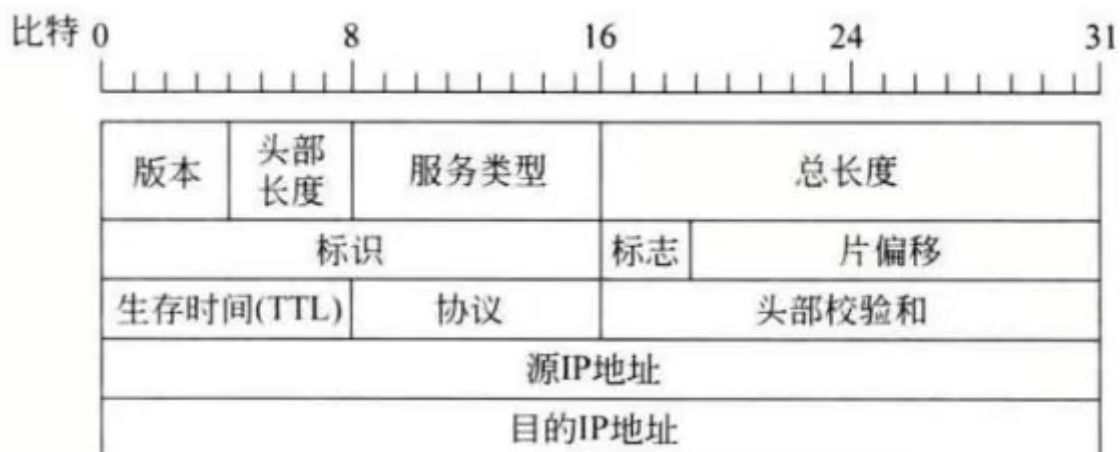 比特 0 8 16 24 31
版本 头部长度 服务类型 总长度
标识 标志 片偏移
生存时间(TTL) 协议 头部校验和
源IP地址
目的IP地址